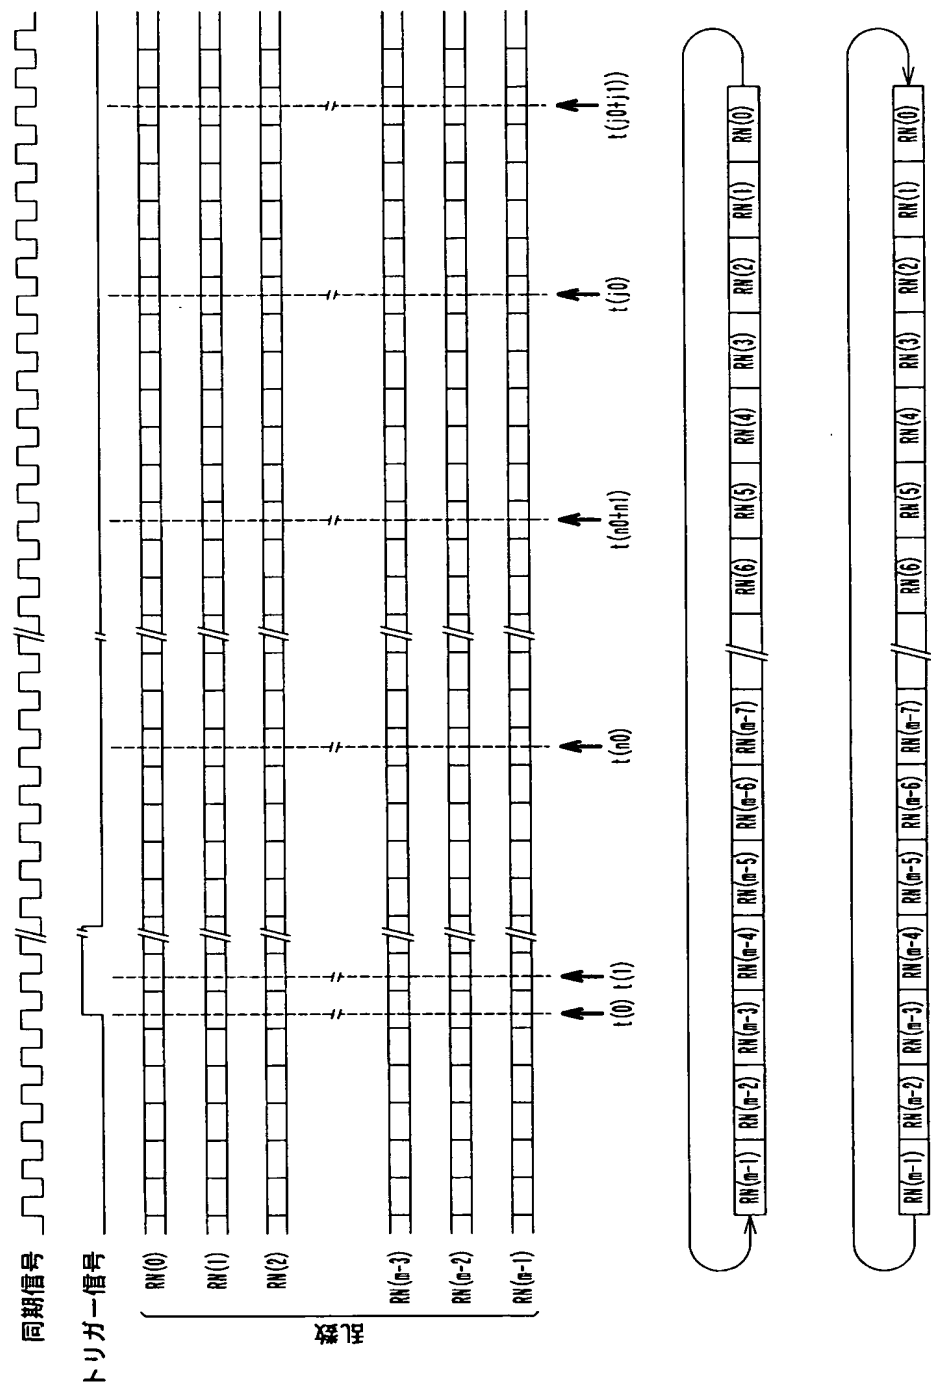 同期信号
トリガー信号
乱数
RN(0)
RN(1)
RN(2)
RN(m-3)
RN(m-2)
RN(m-1)
t(0) t(1) t(n0) t(n0+n1) t(j0) t(j0+j1))
RN(m-1) RN(m-2) RN(m-3) RN(m-4) RN(m-5) RN(m-6) RN(m-7) RN(6) RN(5) RN(4) RN(3) RN(2) RN(1) RN(0)
RN(m-1) RN(m-2) RN(m-3) RN(m-4) RN(m-5) RN(m-6) RN(m-7) RN(6) RN(5) RN(4) RN(3) RN(2) RN(1) RN(0)